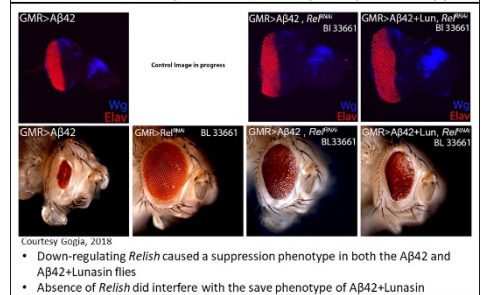 GMR>Aβ42
GMR>Aβ42 , Relᴿᴺᴬⁱ
Bl 33661
GMR>Aβ42+Lun, Relᴿᴺᴬⁱ
Bl 33661
Control Image in progress
Wg
Elav
Wg
Elav
Wg
Elav
GMR>Aβ42
GMR>Relᴿᴺᴬⁱ BL 33661
GMR>Aβ42 , Relᴿᴺᴬⁱ
BL33661
GMR>Aβ42+Lun, Relᴿᴺᴬⁱ
BL 33661
Courtesy Gogia, 2018
• Down-regulating Relish caused a suppression phenotype in both the Aβ42 and
Aβ42+Lunasin flies
• Absence of Relish did interfere with the save phenotype of Aβ42+Lunasin